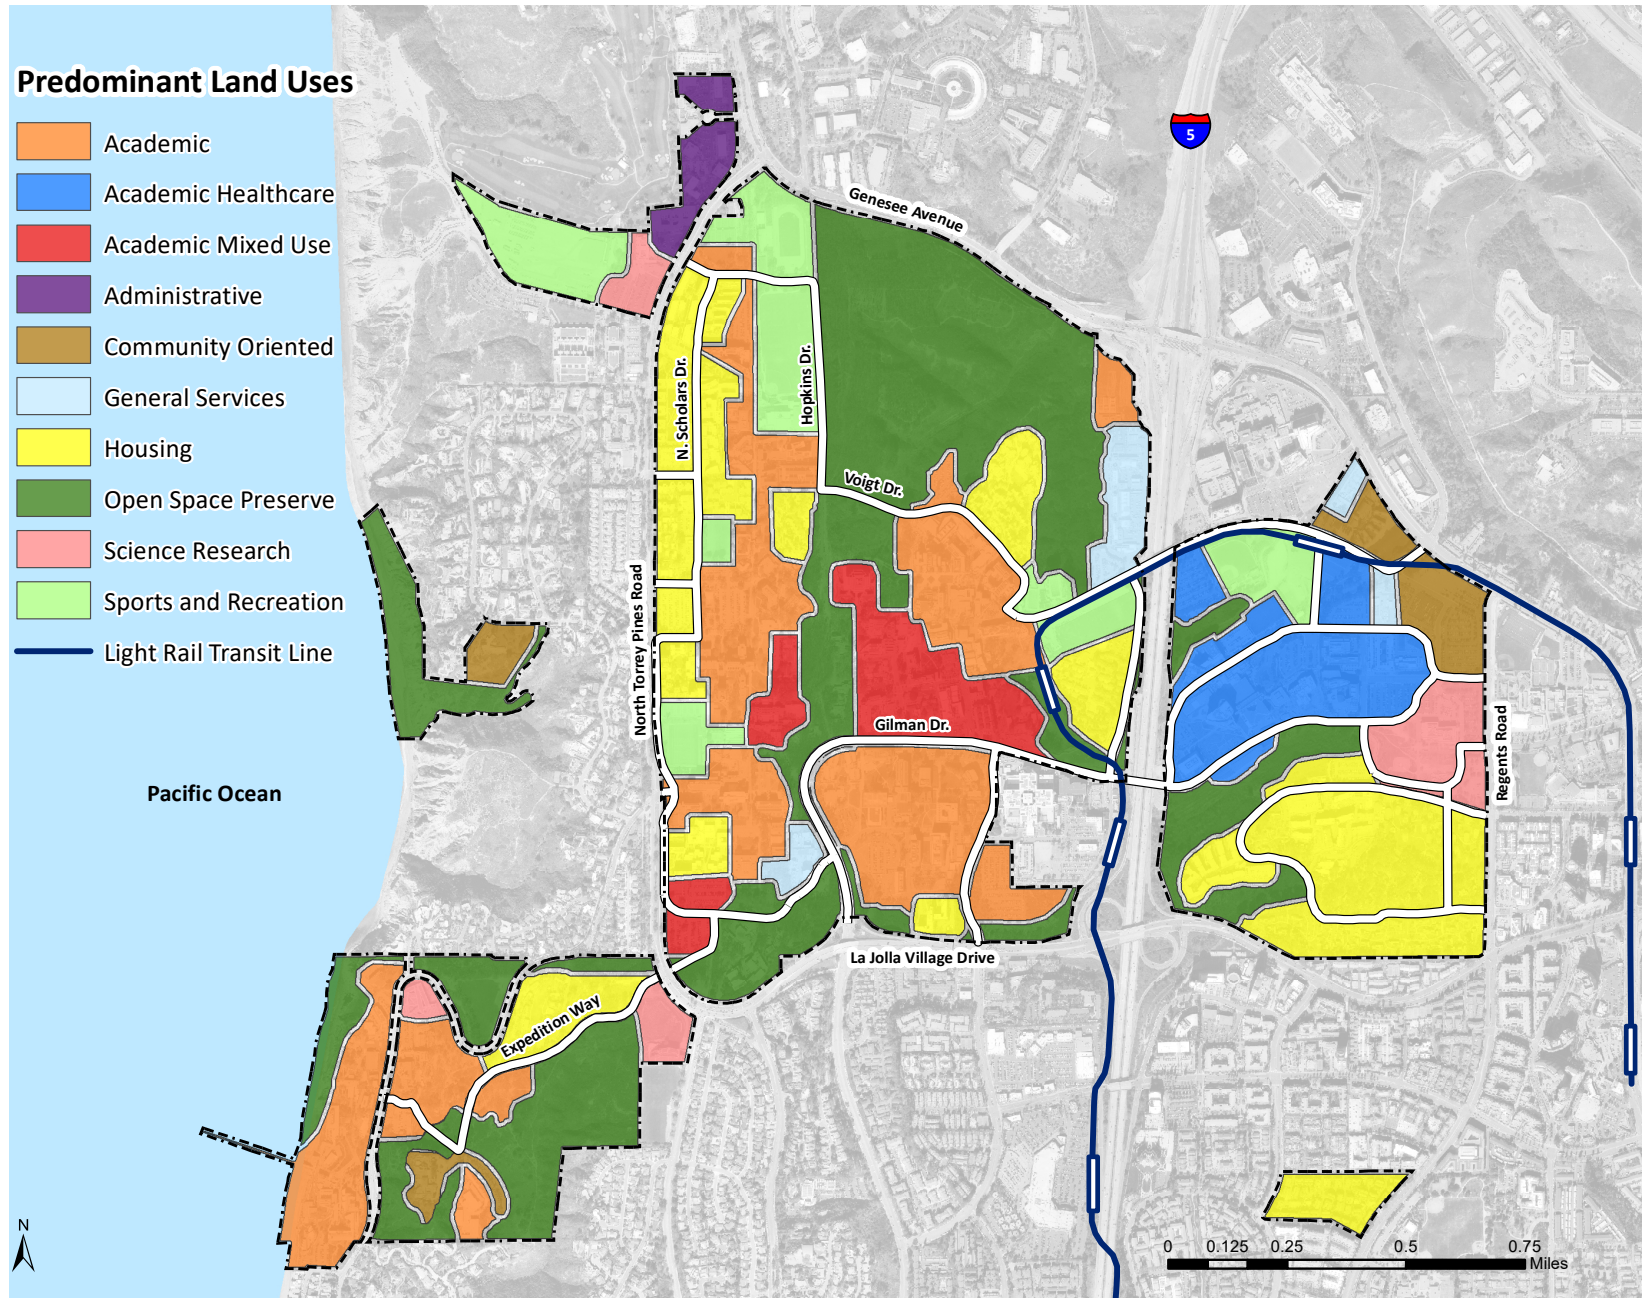 Predominant Land Uses
Academic
Academic Healthcare
Academic Mixed Use
Administrative
Community Oriented
General Services
Housing
Open Space Preserve
Science Research
Sports and Recreation
Light Rail Transit Line
5
Genesee Avenue
N. Scholars Dr.
Hopkins Dr.
Voigt Dr.
North Torrey Pines Road
Gilman Dr.
Regents Road
Pacific Ocean
La Jolla Village Drive
Expedition Way
N
0 0.125 0.25 0.5 0.75
Miles